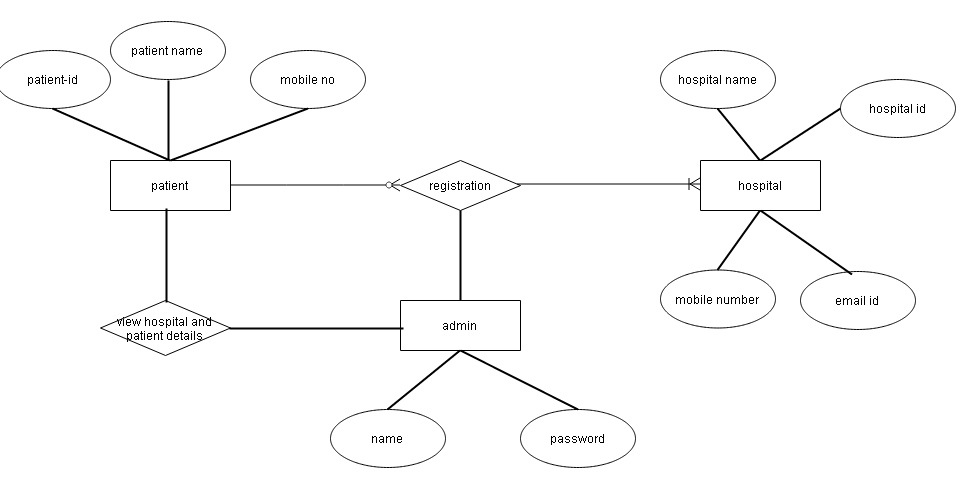 patient name
patient-id
mobile no
hospital name
hospital id
patient
registration
hospital
mobile number
email id
view hospital and
patient details
admin
name
password